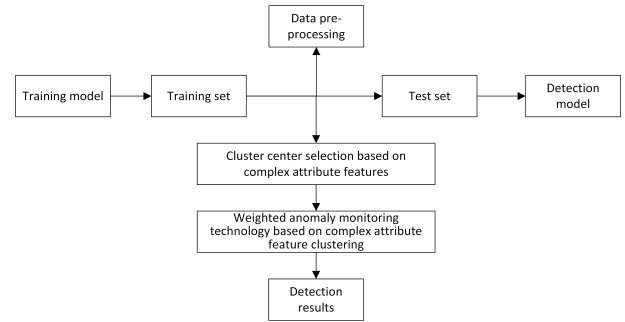 Data pre-
processing
Training model
Training set
Test set
Detection
model
Cluster center selection based on
complex attribute features
Weighted anomaly monitoring
technology based on complex attribute
feature clustering
Detection
results